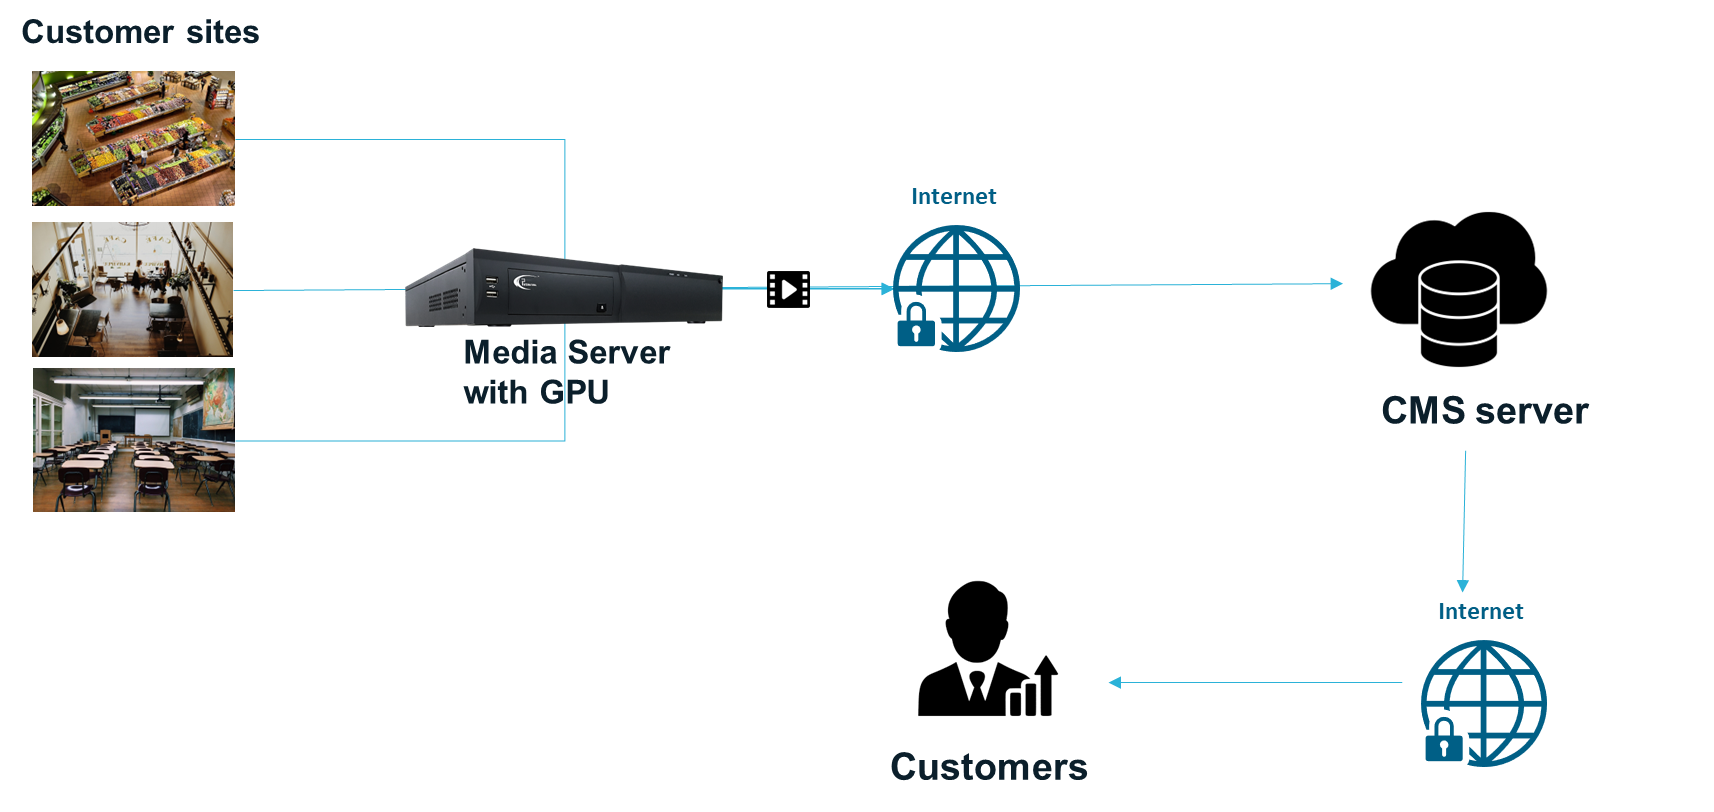 Customer sites
Internet
Media Server
with GPU
CMS server
Internet
Customers